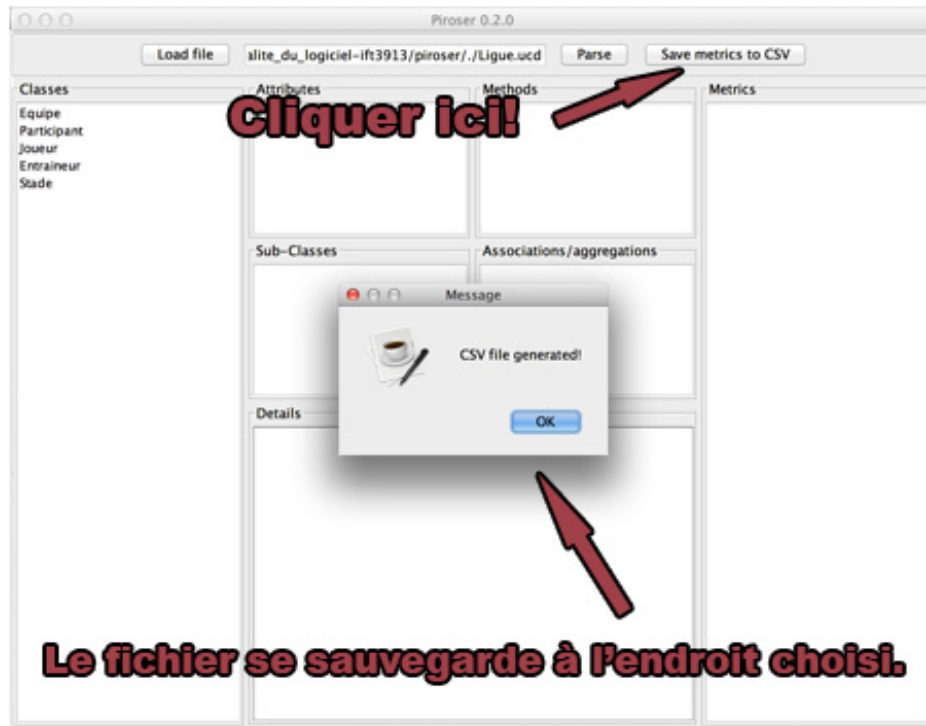 Piroser 0.2.0
Load file alite_du_logiciel-ift3913/piroser/./Ligue.ucd Parse Save metrics to CSV
Classes Attributes Methods Metrics
Cliquer ici!
Equipe
Participant
Joueur
Entraineur
Stade
Sub-Classes Associations/aggregations
Message
CSV file generated!
OK
Details
Le fichier se sauvegarde à l'endroit choisi.